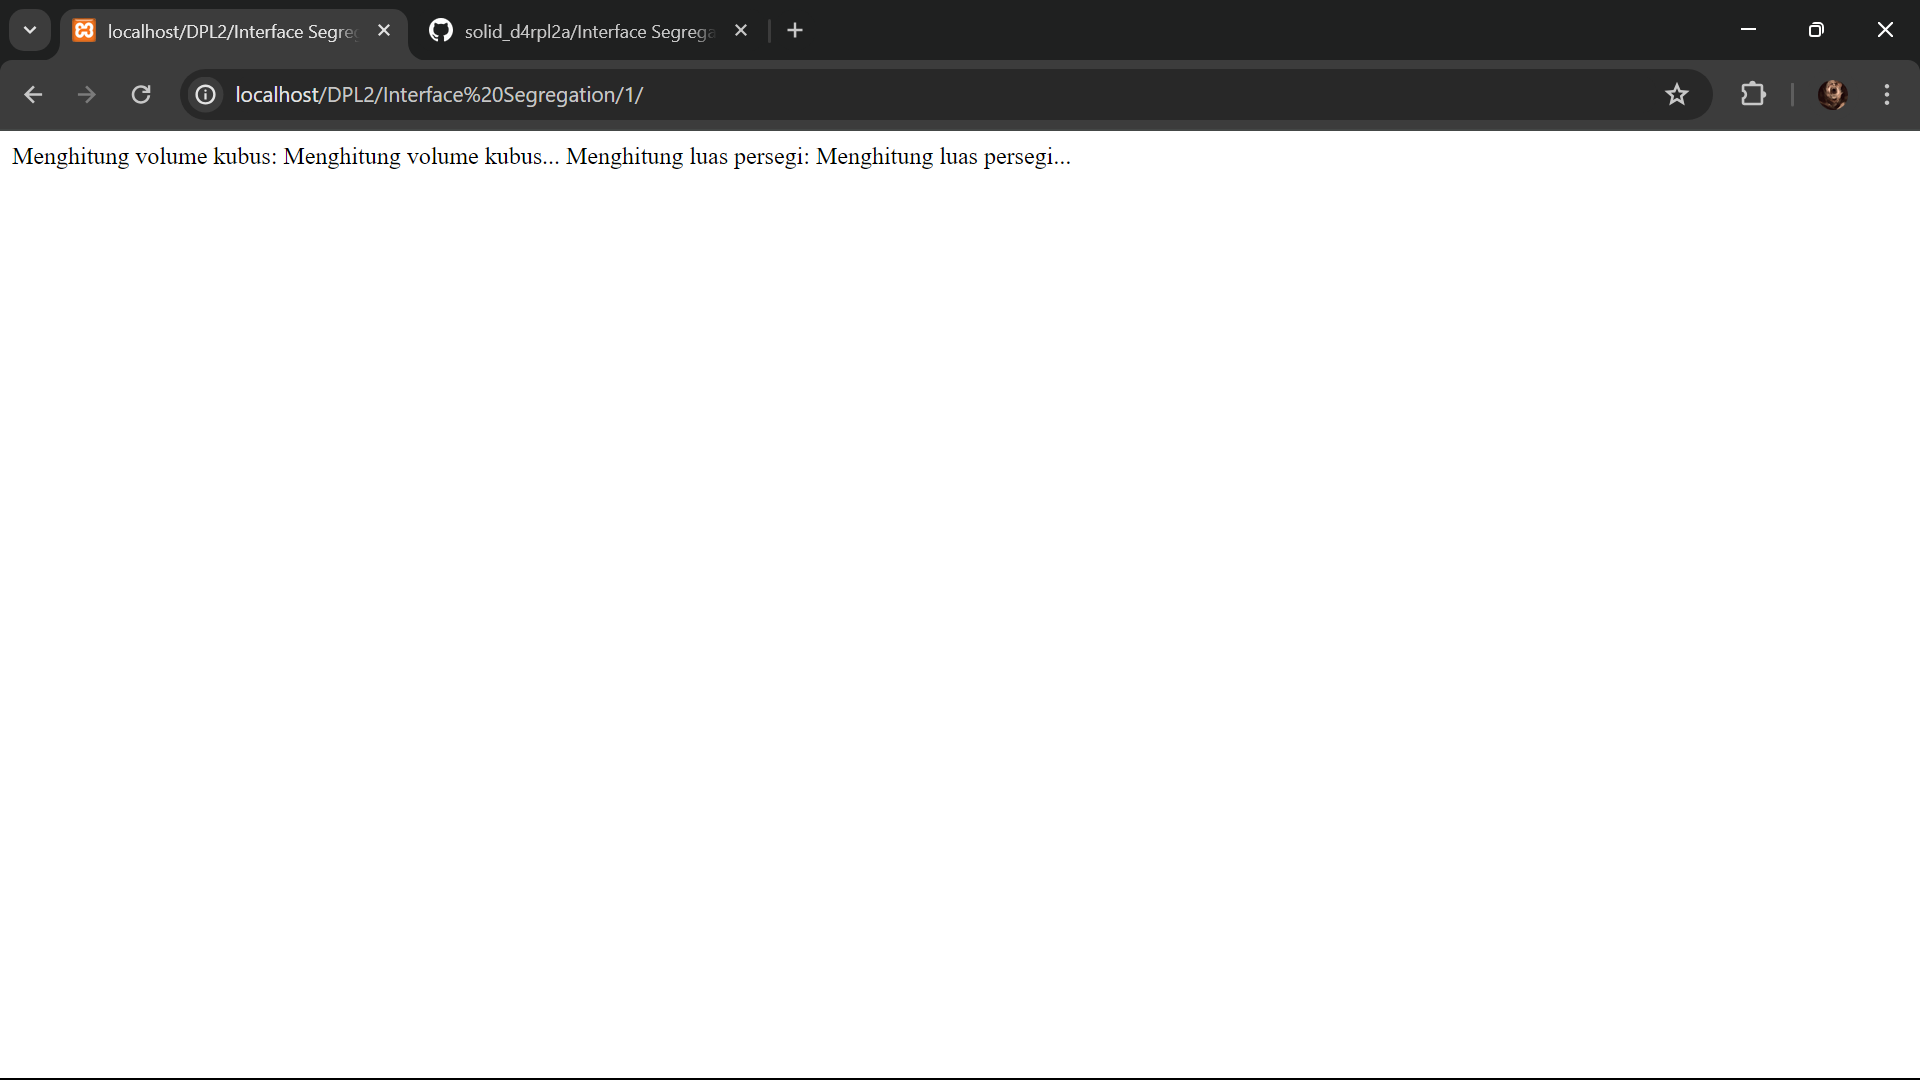 localhost/DPL2/Interface Segreg
solid_d4rpl2a/Interface Segrega
localhost/DPL2/Interface%20Segregation/1/
Menghitung volume kubus: Menghitung volume kubus... Menghitung luas persegi: Menghitung luas persegi...